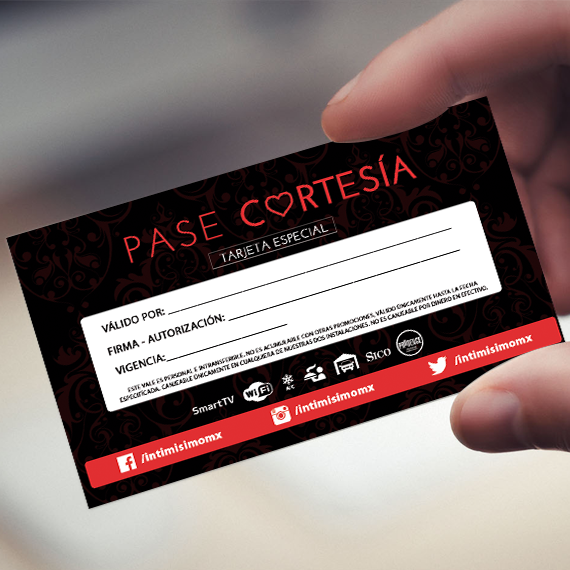 PASE CORTESÍA
TARJETA ESPECIAL
VÁLIDO POR:
FIRMA - AUTORIZACIÓN:
VIGENCIA:
ESTE VALE ES PERSONAL E INTRANSFERIBLE. NO ES ACUMULABLE CON OTRAS PROMOCIONES, VÁLIDO ÚNICAMENTE HASTA LA FECHA
ESPECIFICADA. CANJEABLE ÚNICAMENTE EN CUALQUIERA DE NUESTRAS DOS INSTALACIONES. NO ES CANJEABLE POR DINERO EN EFECTIVO.
SmartTV WiFi A/C SICO PRUDENCE
/intimisimomx /intimisimomx /intimisimomx